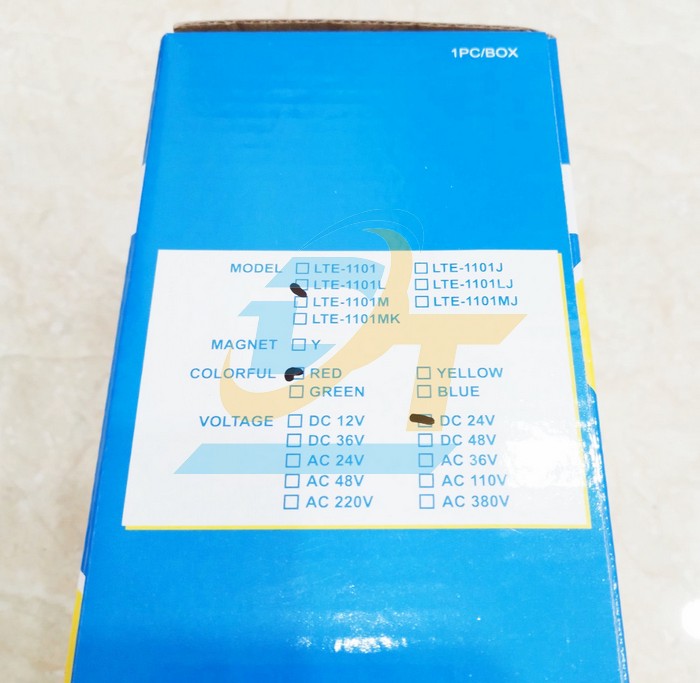 1PC/BOX
MODEL □ LTE-1101 □ LTE-1101J
□ LTE-1101L □ LTE-1101LJ
□ LTE-1101M □ LTE-1101MJ
□ LTE-1101MK
MAGNET □ Y
COLORFUL □ RED □ YELLOW
□ GREEN □ BLUE
VOLTAGE □ DC 12V □ DC 24V
□ DC 36V □ DC 48V
□ AC 24V □ AC 36V
□ AC 48V □ AC 110V
□ AC 220V □ AC 380V